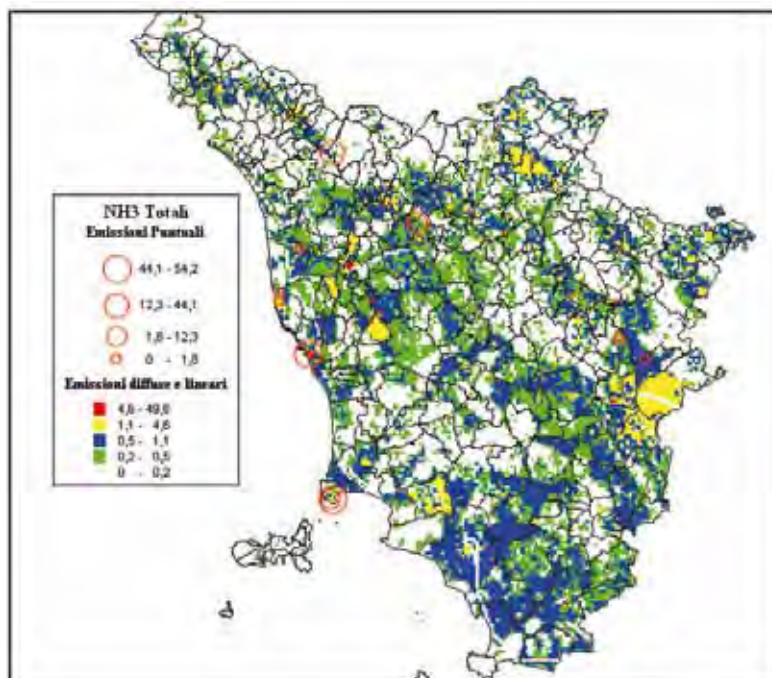 NH3 Totali
Emissioni Puntuali
44,1 - 54,2
12,3 - 44,1
1,8 - 12,3
0 - 1,8
Emissioni diffuse e lineari
4,6 - 49,6
1,1 - 4,6
0,5 - 1,1
0,2 - 0,5
0 - 0,2